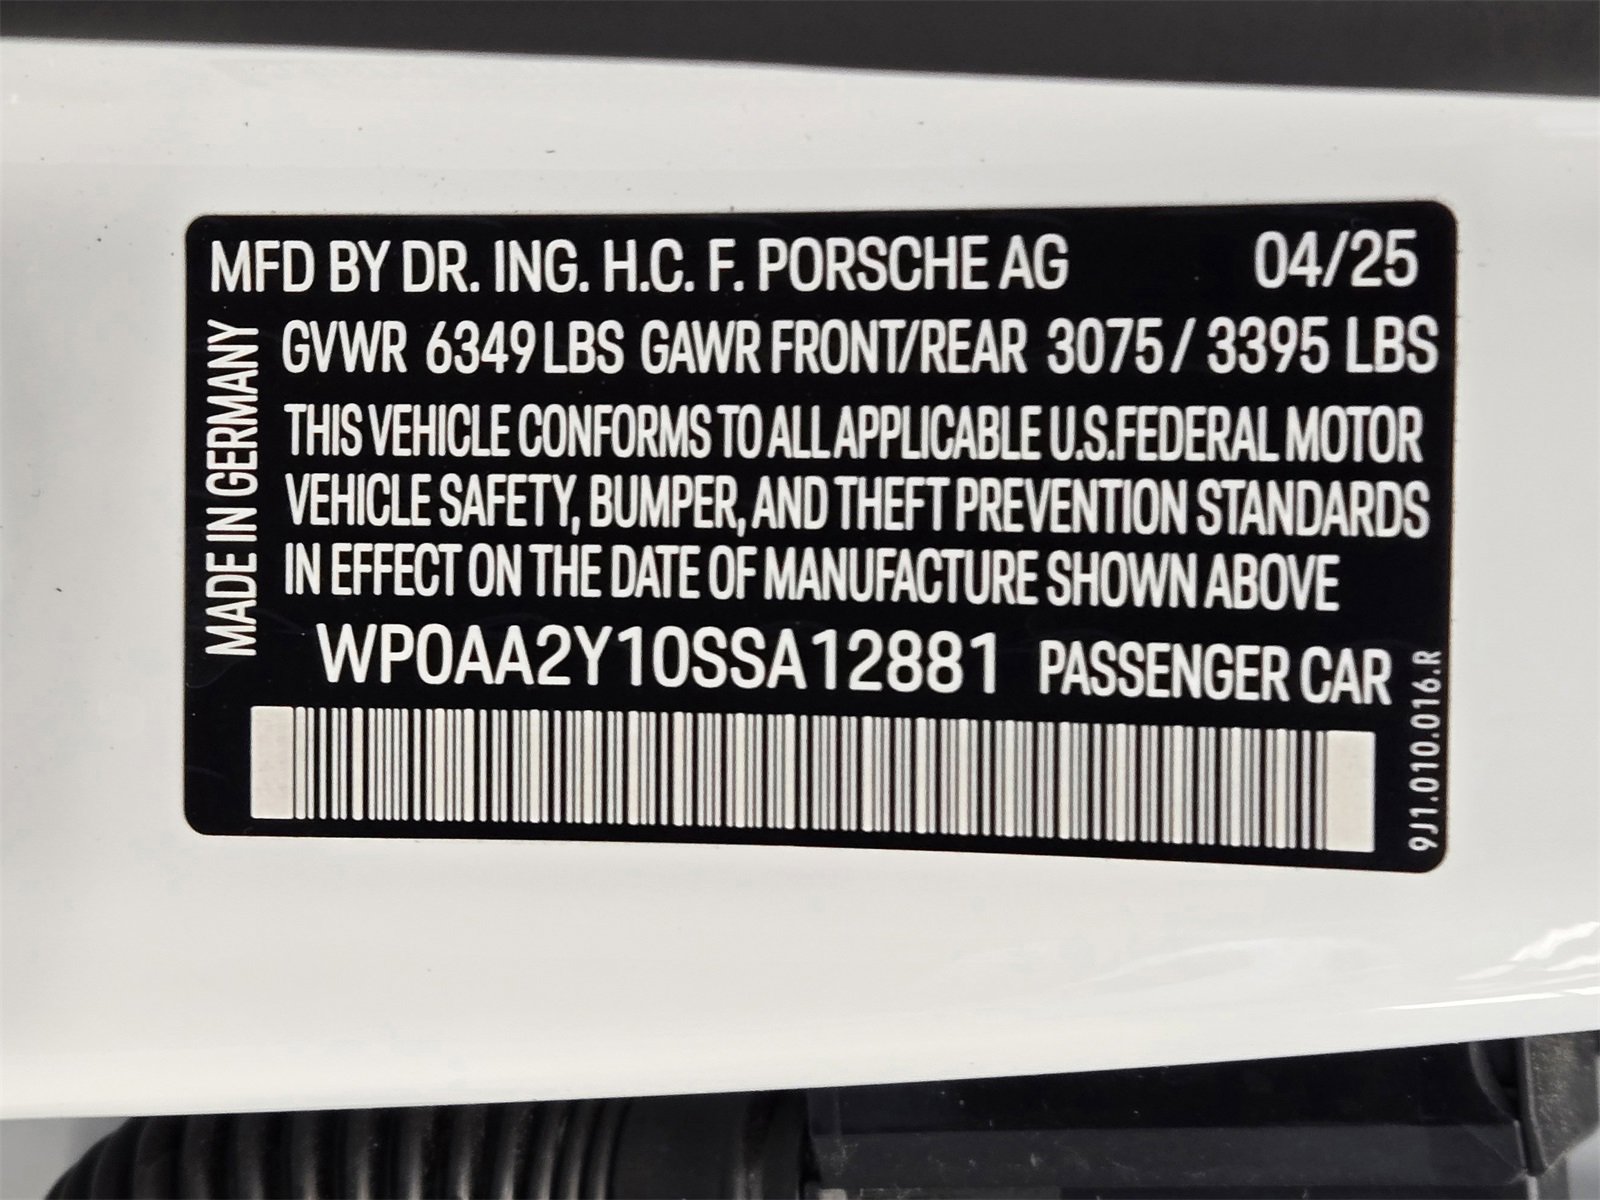 MFD BY DR. ING. H.C. F. PORSCHE AG 04/25
GVWR 6349 LBS GAWR FRONT/REAR 3075 / 3395 LBS
THIS VEHICLE CONFORMS TO ALL APPLICABLE U.S.FEDERAL MOTOR
VEHICLE SAFETY, BUMPER, AND THEFT PREVENTION STANDARDS
IN EFFECT ON THE DATE OF MANUFACTURE SHOWN ABOVE
WP0AA2Y10SSA12881 PASSENGER CAR
MADE IN GERMANY
9J1.010.016.R